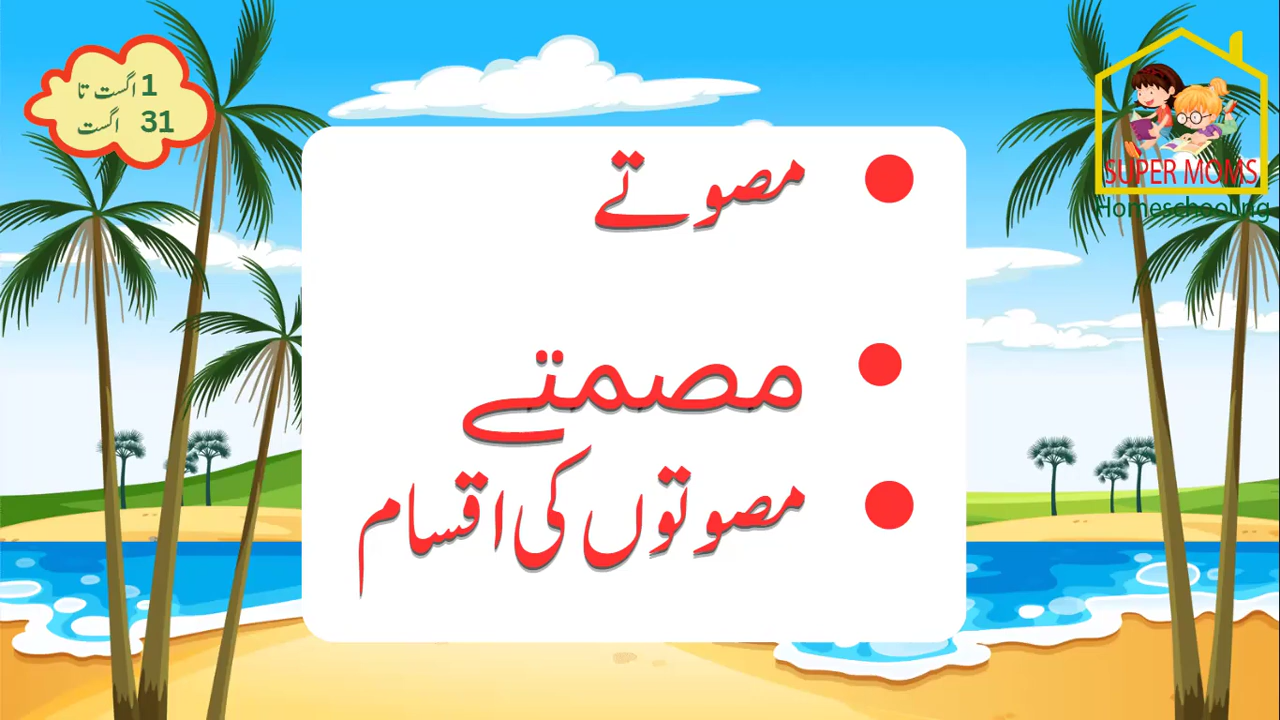 1 اگست تا
31 اگست
SUPER MOMS
Homeschooling
مصوتے
مصمتے
مصوتوں کی اقسام